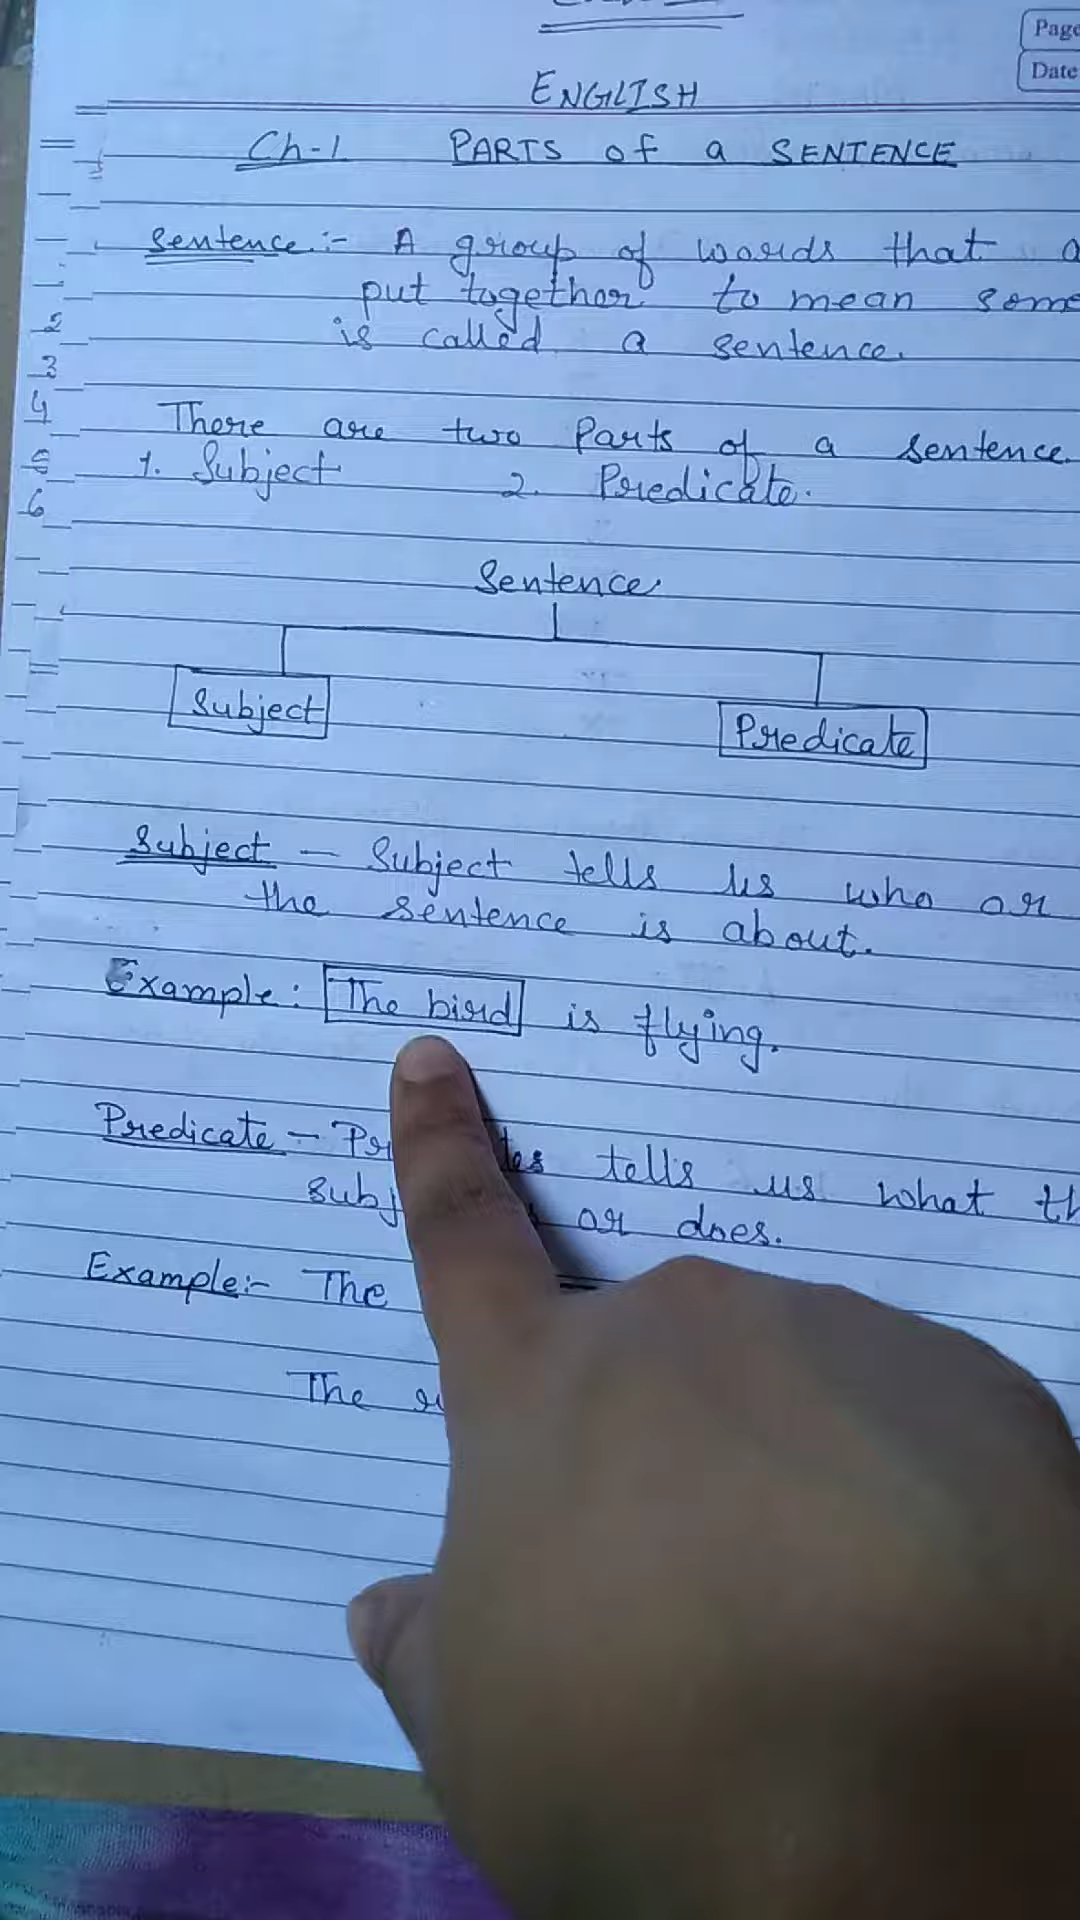 Page
Date
ENGLISH
Ch-1 PARTS of a SENTENCE
Sentence:- A group of words that
put together to mean some
is called a sentence.
2
3
4
5
6
There are two Parts of a sentence.
1. Subject 2. Predicate.
Sentence
Subject
Predicate
Subject - Subject tells us who or
the sentence is about.
Example: The bird is flying.
Predicate - tells us what
or does.
Example:- The
The